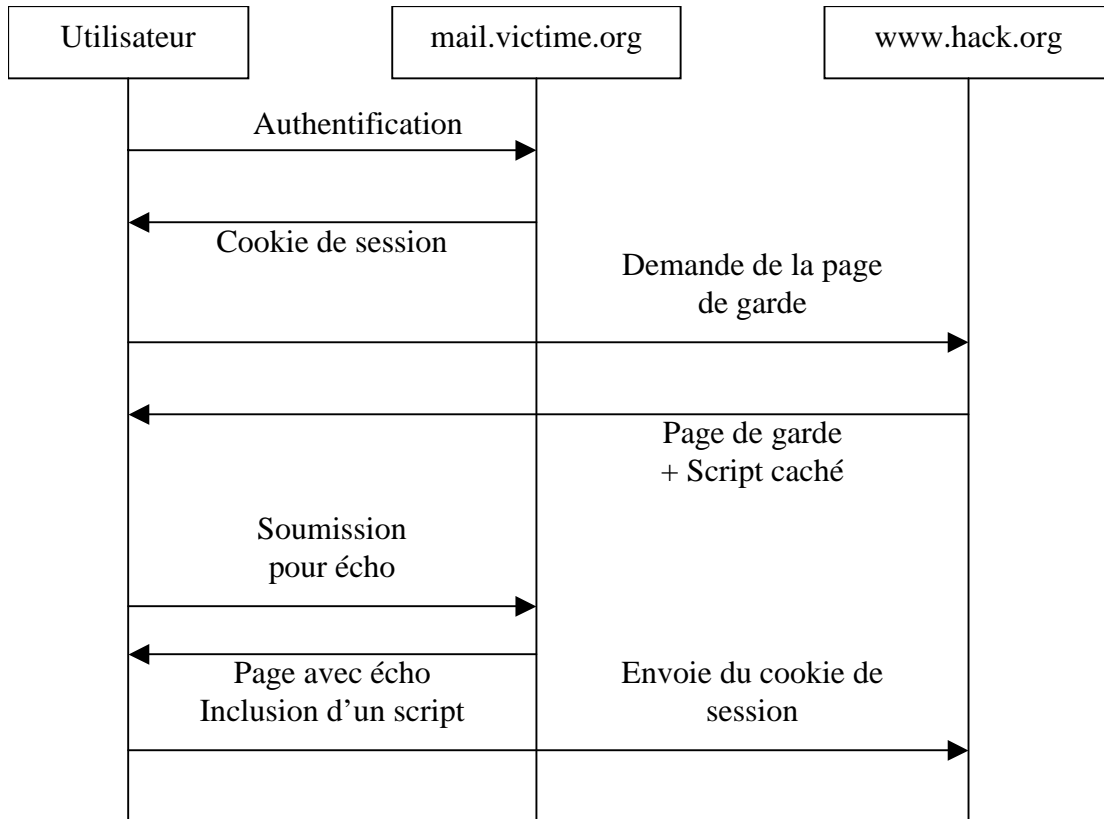 Utilisateur
mail.victime.org
www.hack.org
Authentification
Cookie de session
Demande de la page
de garde
Page de garde
+ Script caché
Soumission
pour écho
Page avec écho
Inclusion d'un script
Envoie du cookie de
session